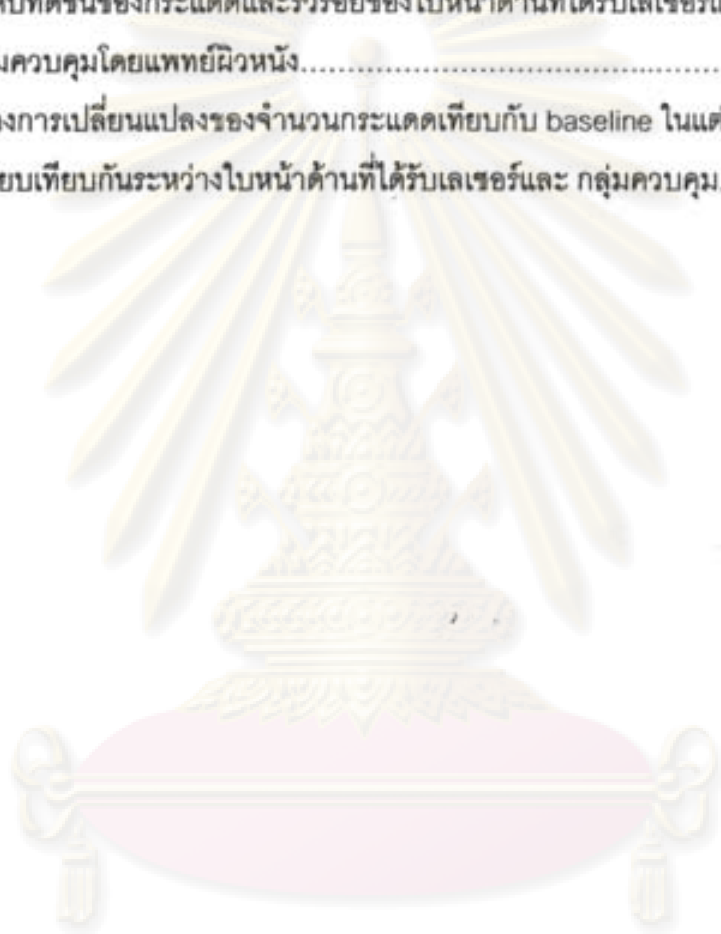 บที่ดีขึ้นของกระแดดและริ้วรอยของใบหน้าด้านที่ได้รับเลเซอร์แ
มควบคุมโดยแพทย์ผิวหนัง......................................................
งการเปลี่ยนแปลงของจำนวนกระแดดเทียบกับ baseline ในแต่
ยบเทียบกันระหว่างใบหน้าด้านที่ได้รับเลเซอร์และ กลุ่มควบคุม.